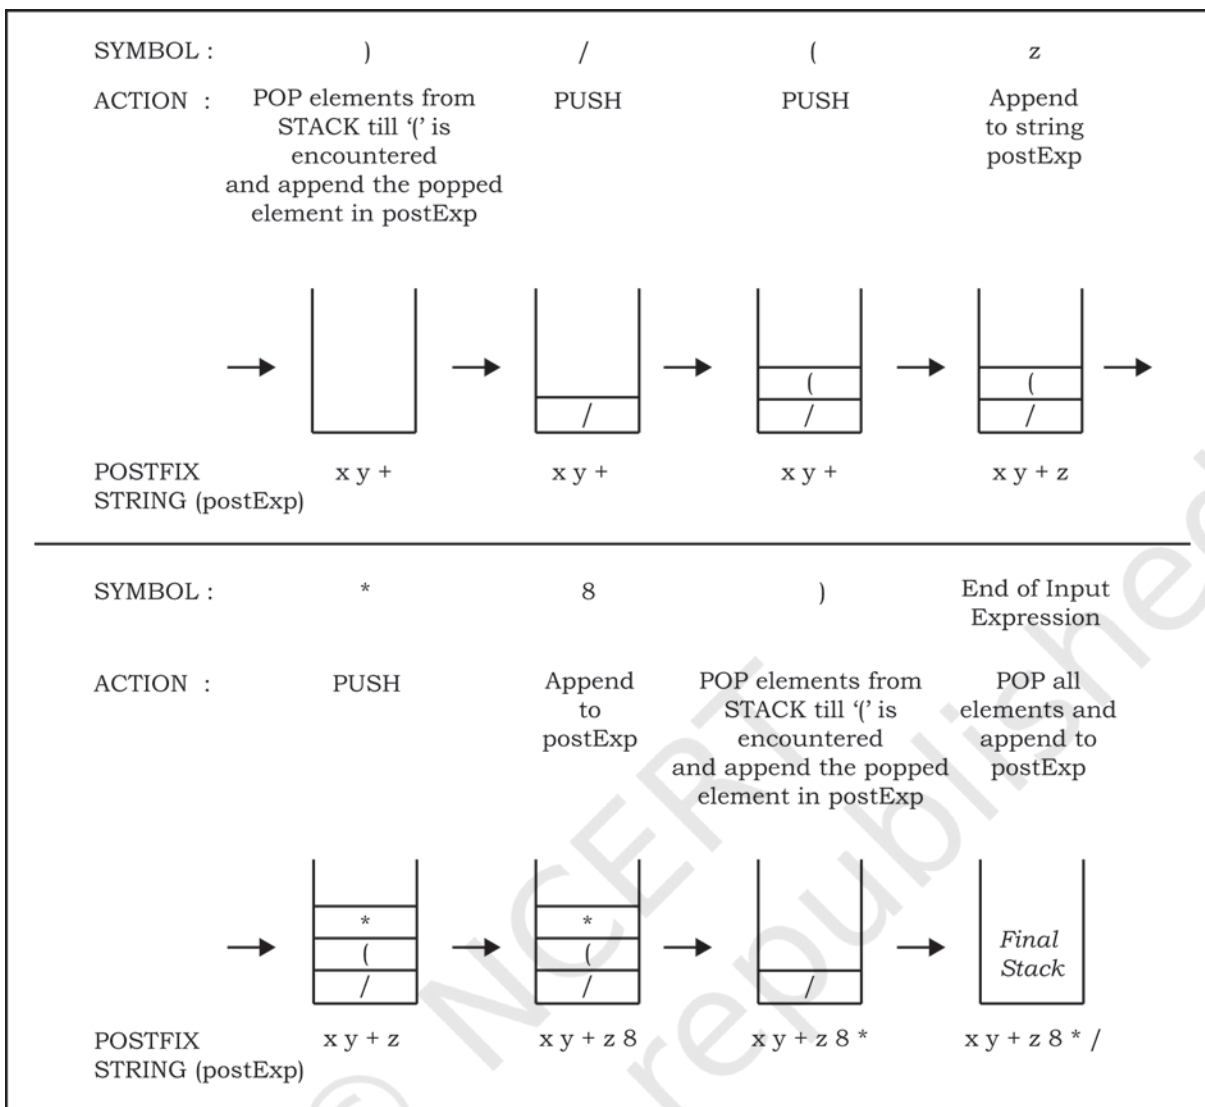 SYMBOL : ) / ( z
ACTION : POP elements from PUSH PUSH Append
STACK till ‘(’ is to string
encountered postExp
and append the popped
element in postExp
( (
/ / /
POSTFIX x y + x y + x y + x y + z
STRING (postExp)
SYMBOL : * 8 ) End of Input
Expression
ACTION : PUSH Append POP elements from POP all
to STACK till ‘(’ is elements and
postExp encountered append to
and append the popped postExp
element in postExp
* *
( ( Final
/ / / Stack
POSTFIX x y + z x y + z 8 x y + z 8 * x y + z 8 * /
STRING (postExp)
© NCERT
republished